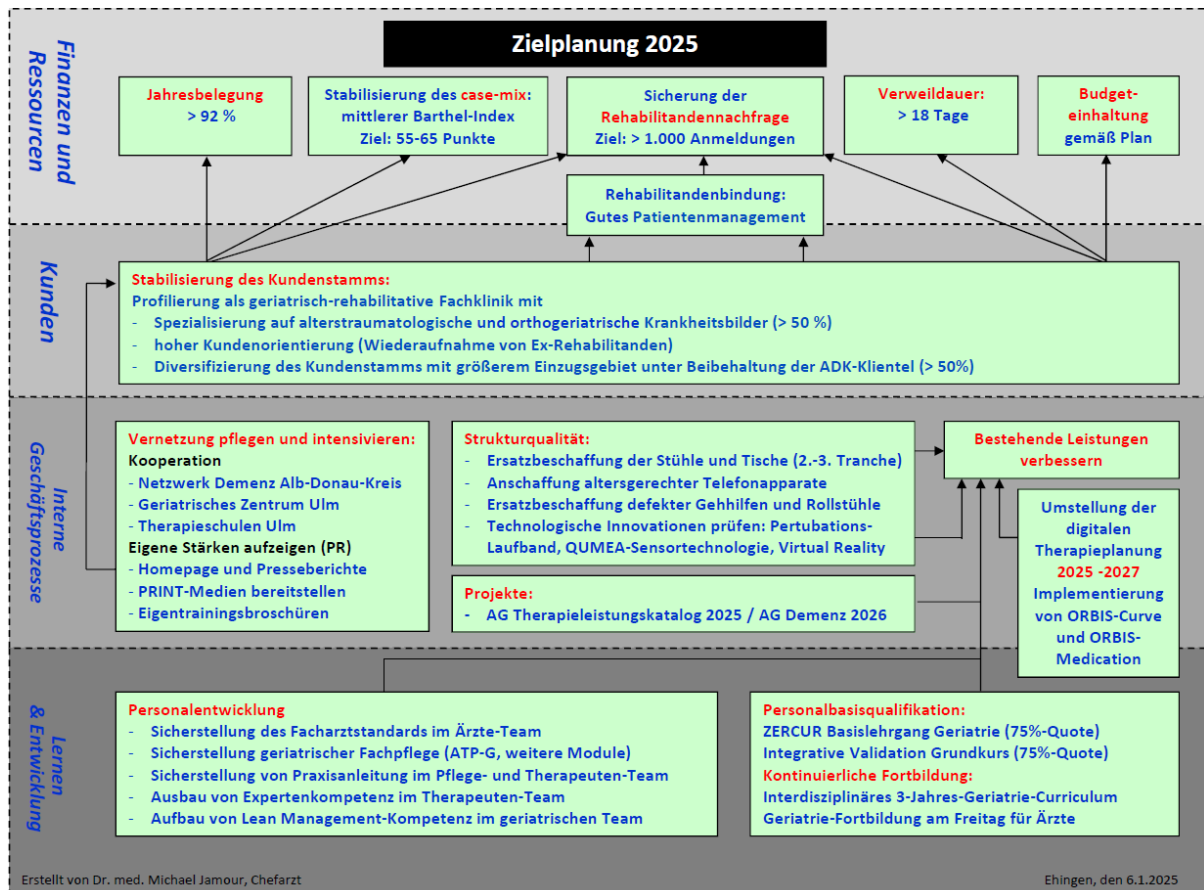 Zielplanung 2025
Finanzen und
Ressourcen
Jahresbelegung
> 92 %
Stabilisierung des case-mix:
mittlerer Barthel-Index
Ziel: 55-65 Punkte
Sicherung der
Rehabilitandennachfrage
Ziel: > 1.000 Anmeldungen
Verweildauer:
> 18 Tage
Budget-
einhaltung
gemäß Plan
Rehabilitandenbindung:
Gutes Patientenmanagement
Kunden
Stabilisierung des Kundenstamms:
Profilierung als geriatrisch-rehabilitative Fachklinik mit
- Spezialisierung auf alterstraumatologische und orthogeriatrische Krankheitsbilder (> 50 %)
- hoher Kundenorientierung (Wiederaufnahme von Ex-Rehabilitanden)
- Diversifizierung des Kundenstamms mit größerem Einzugsgebiet unter Beibehaltung der ADK-Klientel (> 50%)
Interne
Geschäftsprozesse
Vernetzung pflegen und intensivieren:
Kooperation
- Netzwerk Demenz Alb-Donau-Kreis
- Geriatrisches Zentrum Ulm
- Therapieschulen Ulm
Eigene Stärken aufzeigen (PR)
- Homepage und Presseberichte
- PRINT-Medien bereitstellen
- Eigentrainingsbroschüren
Strukturqualität:
- Ersatzbeschaffung der Stühle und Tische (2.-3. Tranche)
- Anschaffung altersgerechter Telefonapparate
- Ersatzbeschaffung defekter Gehhilfen und Rollstühle
- Technologische Innovationen prüfen: Pertubations-
Laufband, QUMEA-Sensortechnologie, Virtual Reality
Projekte:
- AG Therapieleistungskatalog 2025 / AG Demenz 2026
Bestehende Leistungen
verbessern
Umstellung der
digitalen
Therapieplanung
2025 -2027
Implementierung
von ORBIS-Curve
und ORBIS-
Medication
Lernen
& Entwicklung
Personalentwicklung
- Sicherstellung des Facharztstandards im Ärzte-Team
- Sicherstellung geriatrischer Fachpflege (ATP-G, weitere Module)
- Sicherstellung von Praxisanleitung im Pflege- und Therapeuten-Team
- Ausbau von Expertenkompetenz im Therapeuten-Team
- Aufbau von Lean Management-Kompetenz im geriatrischen Team
Personalbasisqualifikation:
ZERCUR Basislehrgang Geriatrie (75%-Quote)
Integrative Validation Grundkurs (75%-Quote)
Kontinuierliche Fortbildung:
Interdisziplinäres 3-Jahres-Geriatrie-Curriculum
Geriatrie-Fortbildung am Freitag für Ärzte
Erstellt von Dr. med. Michael Jamour, Chefarzt
Ehingen, den 6.1.2025